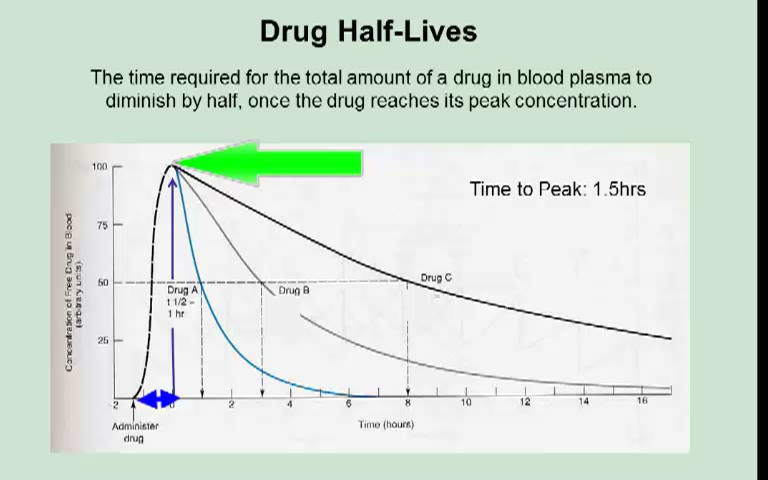 Drug Half-Lives
The time required for the total amount of a drug in blood plasma to
diminish by half, once the drug reaches its peak concentration.
Time to Peak: 1.5hrs
Concentration of Free Drug in Blood
(arbitrary units)
100
75
50
25
Drug A
t 1/2 -
1 hr
Drug B
Drug C
2 0 2 4 6 8 10 12 14 16
Administer
drug
Time (hours)